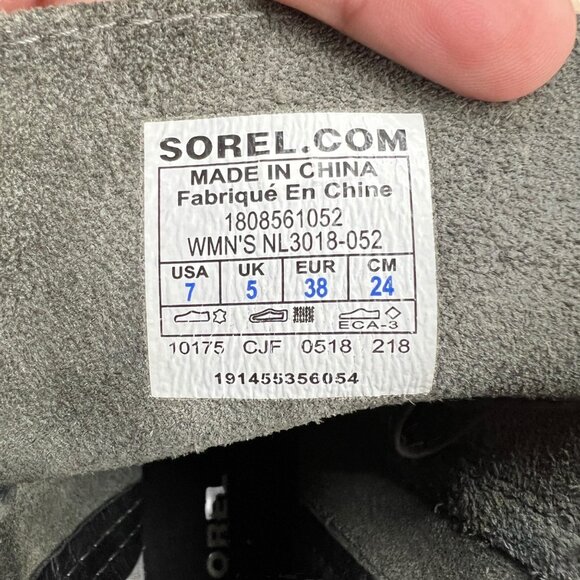 SOREL.COM
MADE IN CHINA
Fabriqué En Chine
1808561052
WMN'S NL3018-052
USA UK EUR CM
7 5 38 24
ECA-3
10175 CJF 0518 218
191455356054
OREL